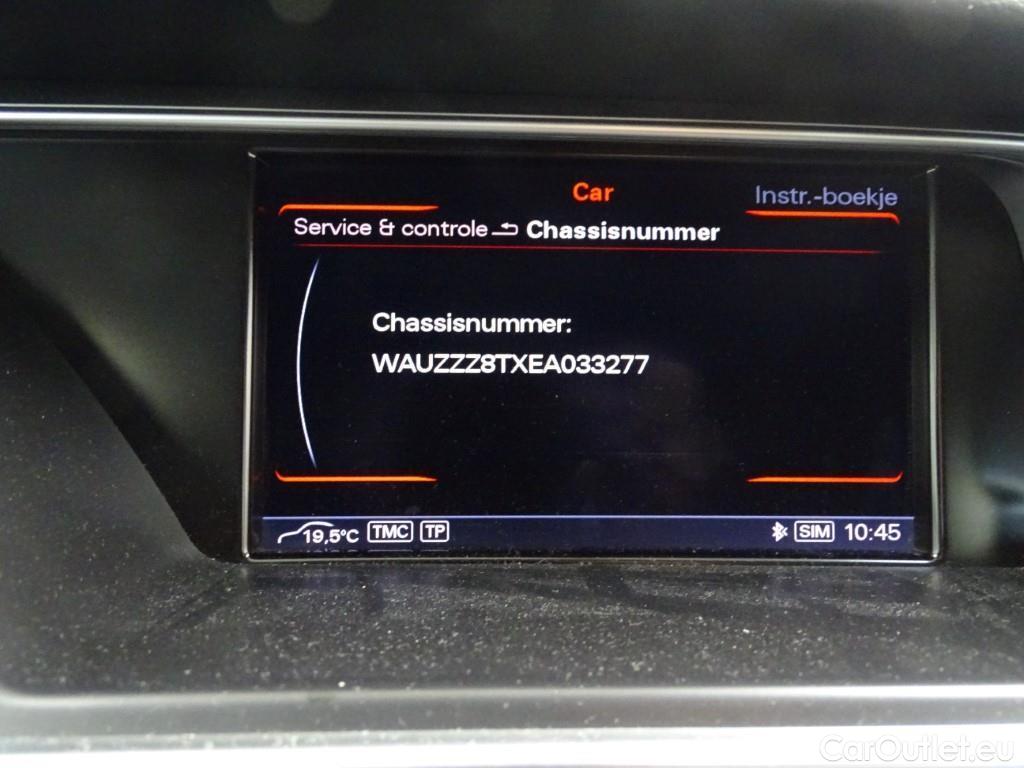 Car
Instr.-boekje
Service & controle Chassisnummer
Chassisnummer:
WAUZZZ8TXEA033277
19,5°C TMC TP
SIM 10:45
CarOutlet.eu